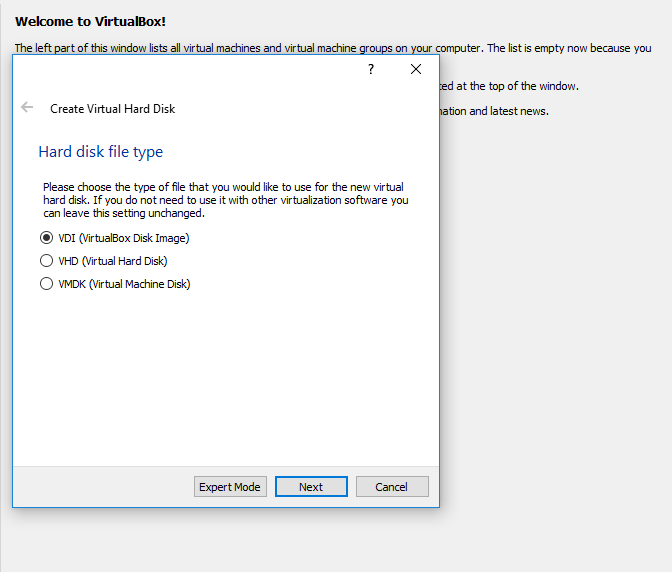 Welcome to VirtualBox!
The left part of this window lists all virtual machines and virtual machine groups on your computer. The list is empty now because you
?
ted at the top of the window.
Create Virtual Hard Disk
nation and latest news.
Hard disk file type
Please choose the type of file that you would like to use for the new virtual
hard disk. If you do not need to use it with other virtualization software you
can leave this setting unchanged.
VDI (VirtualBox Disk Image)
VHD (Virtual Hard Disk)
VMDK (Virtual Machine Disk)
Expert Mode Next Cancel